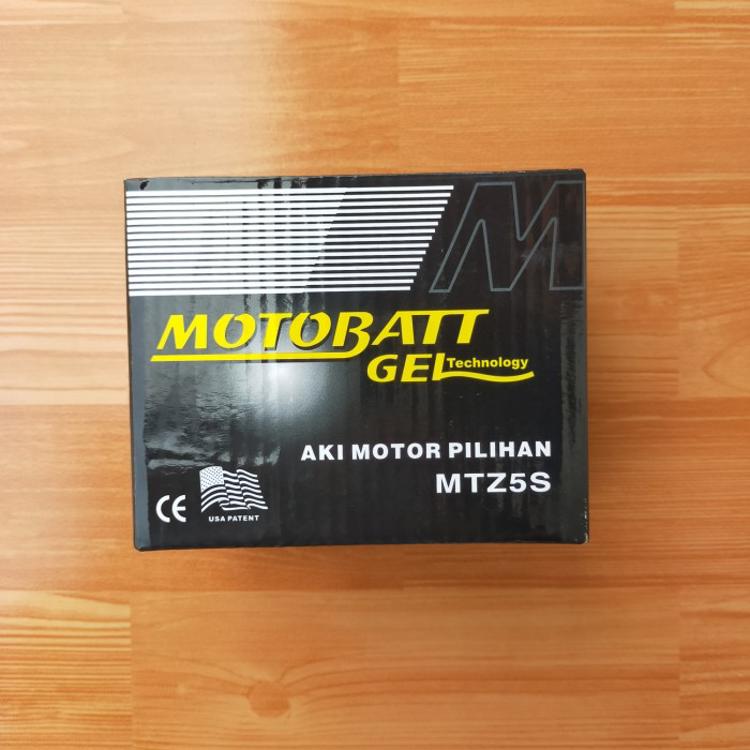 M
MOTOBATT
GEL Technology
AKI MOTOR PILIHAN
MTZ5S
CE
USA PATENT